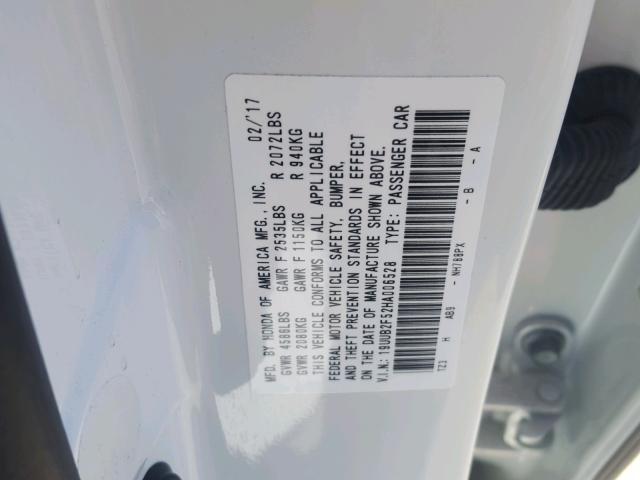 MFD. BY HONDA OF AMERICA MFG., INC. 02/'17
GVWR 4588LBS GAWR F 2535LBS R 2072LBS
GVWR 2080KG GAWR F 1150KG R 940KG
THIS VEHICLE CONFORMS TO ALL APPLICABLE
FEDERAL MOTOR VEHICLE SAFETY, BUMPER,
AND THEFT PREVENTION STANDARDS IN EFFECT
ON THE DATE OF MANUFACTURE SHOWN ABOVE.
V.I.N.: 19UUB2F52HA006528 TYPE: PASSENGER CAR
TZ3 H AB9 - NH788PX - B - A